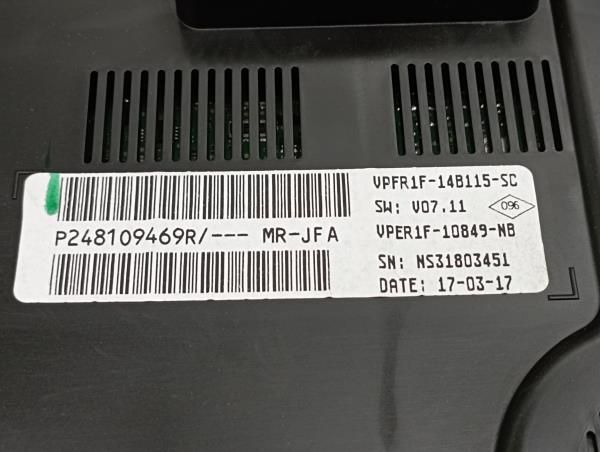 P248109469R/--- MR-JFA
VPFR1F-14B115-SC
SW: V07.11
096
VPER1F-10849-NB
SN: NS31803451
DATE: 17-03-17